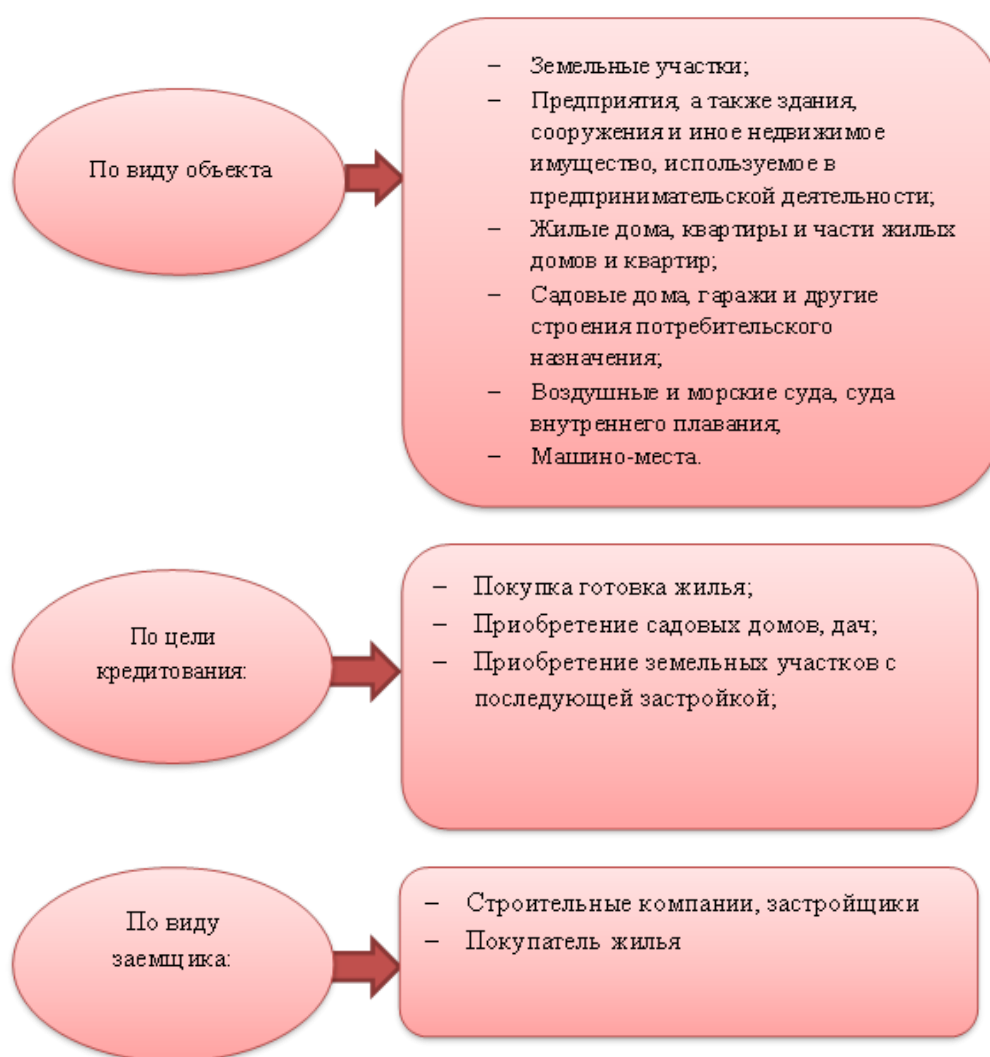 По виду объекта
– Земельные участки;
– Предприятия, а также здания,
сооружения и иное недвижимое
имущество, используемое в
предпринимательской деятельности;
– Жилые дома, квартиры и части жилых
домов и квартир;
– Садовые дома, гаражи и другие
строения потребительского
назначения;
– Воздушные и морские суда, суда
внутреннего плавания;
– Машино-места.
По цели
кредитования:
– Покупка готовка жилья;
– Приобретение садовых домов, дач;
– Приобретение земельных участков с
последующей застройкой;
По виду
заемщика:
– Строительные компании, застройщики
– Покупатель жилья